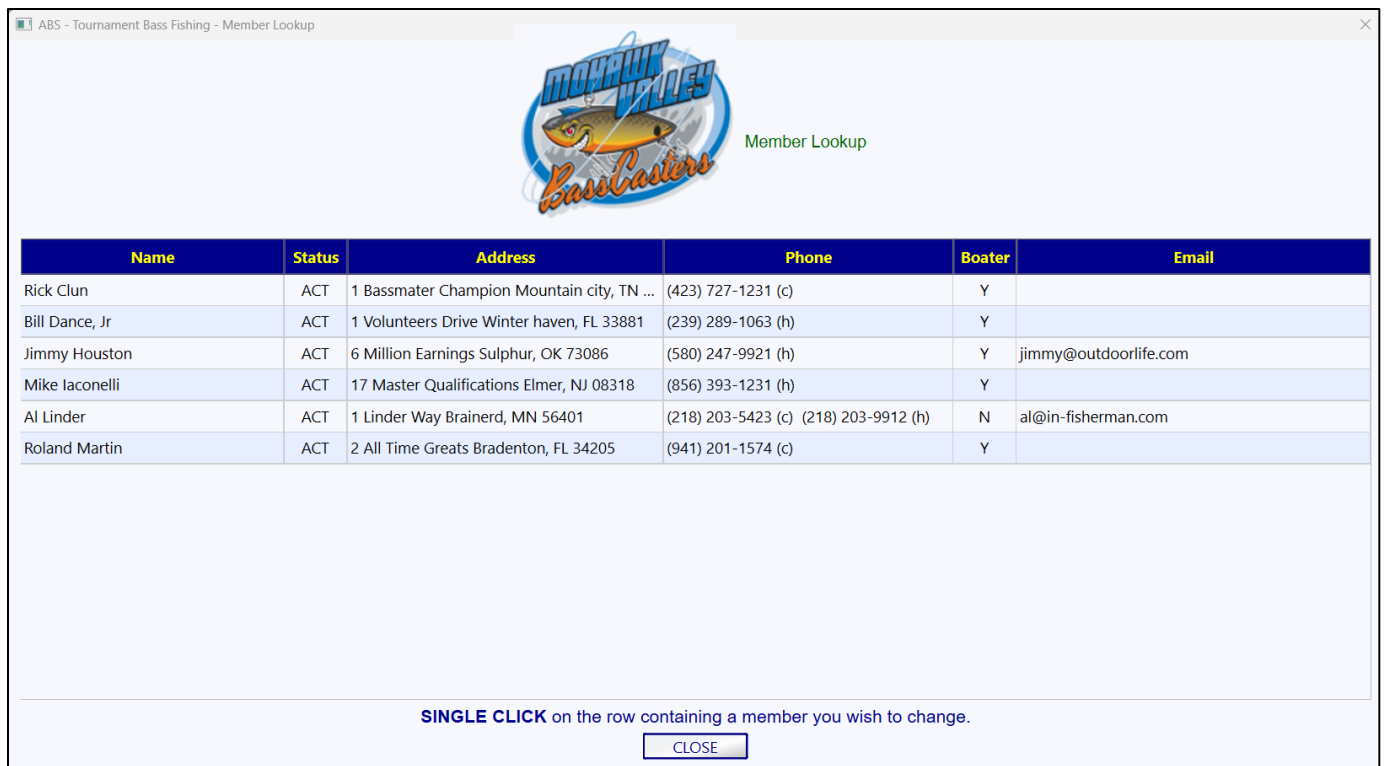 ABS - Tournament Bass Fishing - Member Lookup
MOHAWK
VALLEY
BassCasters
Member Lookup
Name Status Address Phone Boater Email
Rick Clun ACT 1 Bassmater Champion Mountain city, TN ... (423) 727-1231 (c) Y
Bill Dance, Jr ACT 1 Volunteers Drive Winter haven, FL 33881 (239) 289-1063 (h) Y
Jimmy Houston ACT 6 Million Earnings Sulphur, OK 73086 (580) 247-9921 (h) Y jimmy@outdoorlife.com
Mike Iaconelli ACT 17 Master Qualifications Elmer, NJ 08318 (856) 393-1231 (h) Y
Al Linder ACT 1 Linder Way Brainerd, MN 56401 (218) 203-5423 (c) (218) 203-9912 (h) N al@in-fisherman.com
Roland Martin ACT 2 All Time Greats Bradenton, FL 34205 (941) 201-1574 (c) Y
SINGLE CLICK on the row containing a member you wish to change.
CLOSE